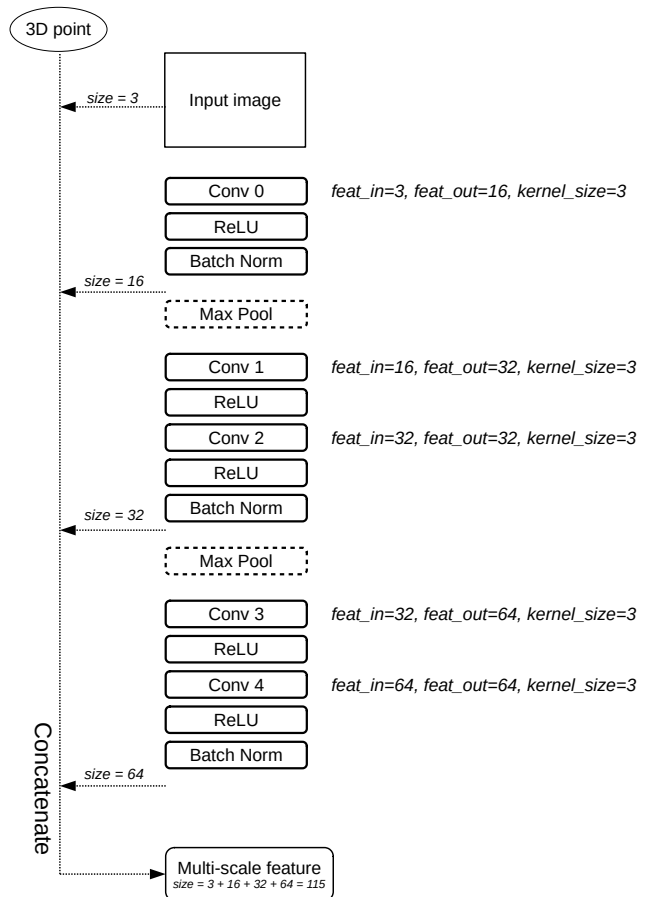 3D point
size = 3
Input image
Conv 0
feat_in=3, feat_out=16, kernel_size=3
ReLU
Batch Norm
size = 16
Max Pool
Conv 1
feat_in=16, feat_out=32, kernel_size=3
ReLU
Conv 2
feat_in=32, feat_out=32, kernel_size=3
ReLU
Batch Norm
size = 32
Max Pool
Conv 3
feat_in=32, feat_out=64, kernel_size=3
ReLU
Conv 4
feat_in=64, feat_out=64, kernel_size=3
ReLU
Batch Norm
size = 64
Concatenate
Multi-scale feature
size = 3 + 16 + 32 + 64 = 115